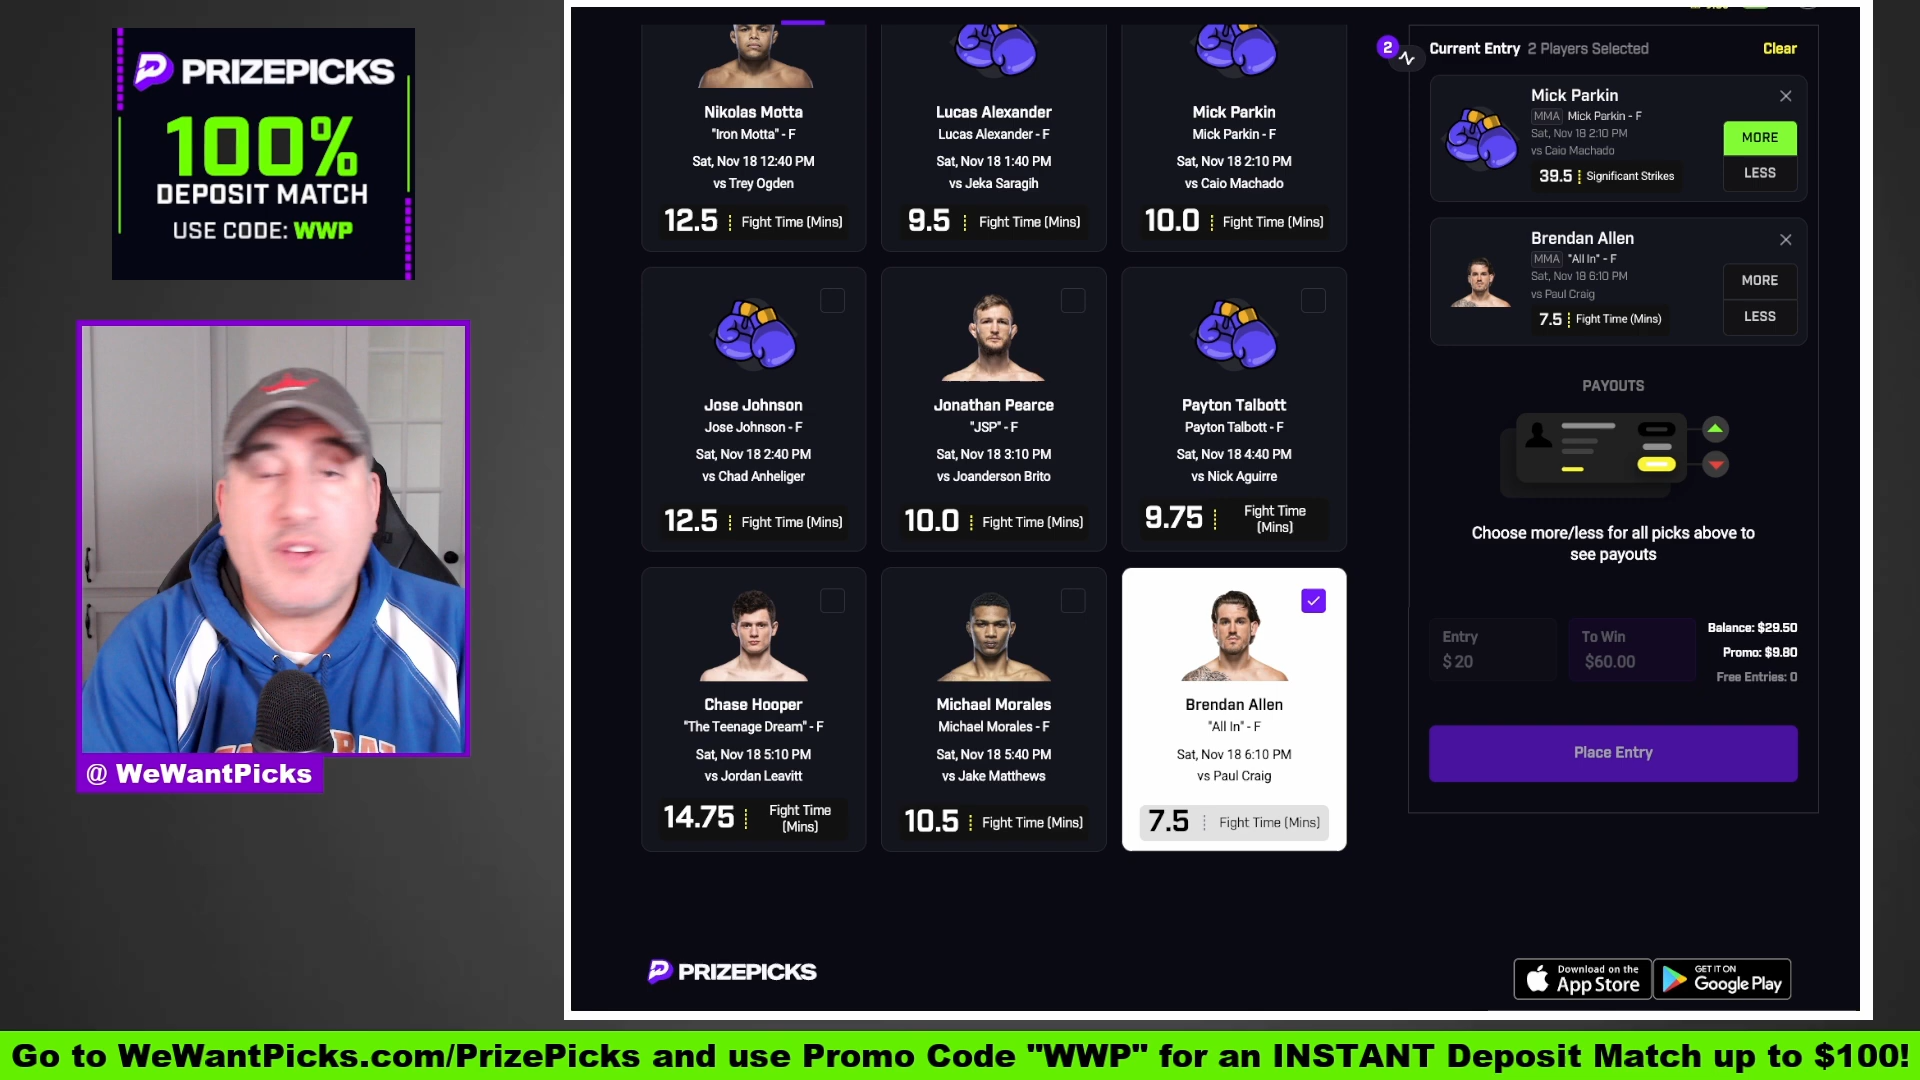 PRIZEPICKS
100%
DEPOSIT MATCH
USE CODE: WWP
@ WeWantPicks
Nikolas Motta
"Iron Motta" - F
Sat, Nov 18 12:40 PM
vs Trey Ogden
12.5 Fight Time (Mins)
Lucas Alexander
Lucas Alexander - F
Sat, Nov 18 1:40 PM
vs Jeka Saragih
9.5 Fight Time (Mins)
Mick Parkin
Mick Parkin - F
Sat, Nov 18 2:10 PM
vs Caio Machado
10.0 Fight Time (Mins)
Jose Johnson
Jose Johnson - F
Sat, Nov 18 2:40 PM
vs Chad Anheliger
12.5 Fight Time (Mins)
Jonathan Pearce
"JSP" - F
Sat, Nov 18 3:10 PM
vs Joanderson Brito
10.0 Fight Time (Mins)
Payton Talbott
Payton Talbott - F
Sat, Nov 18 4:40 PM
vs Nick Aguirre
9.75 Fight Time
(Mins)
Chase Hooper
"The Teenage Dream" - F
Sat, Nov 18 5:10 PM
vs Jordan Leavitt
14.75 Fight Time
(Mins)
Michael Morales
Michael Morales - F
Sat, Nov 18 5:40 PM
vs Jake Matthews
10.5 Fight Time (Mins)
Brendan Allen
"All In" - F
Sat, Nov 18 6:10 PM
vs Paul Craig
7.5 Fight Time (Mins)
2
Current Entry 2 Players Selected Clear
Mick Parkin
MMA Mick Parkin - F
Sat, Nov 18 2:10 PM
vs Caio Machado
39.5 Significant Strikes
MORE
LESS
Brendan Allen
MMA "All In" - F
Sat, Nov 18 6:10 PM
vs Paul Craig
7.5 Fight Time (Mins)
MORE
LESS
PAYOUTS
Choose more/less for all picks above to
see payouts
Entry
$ 20
To Win
$60.00
Balance: $29.50
Promo: $9.80
Free Entries: 0
Place Entry
PRIZEPICKS
Download on the
App Store
GET IT ON
Google Play
Go to WeWantPicks.com/PrizePicks and use Promo Code "WWP" for an INSTANT Deposit Match up to $100!